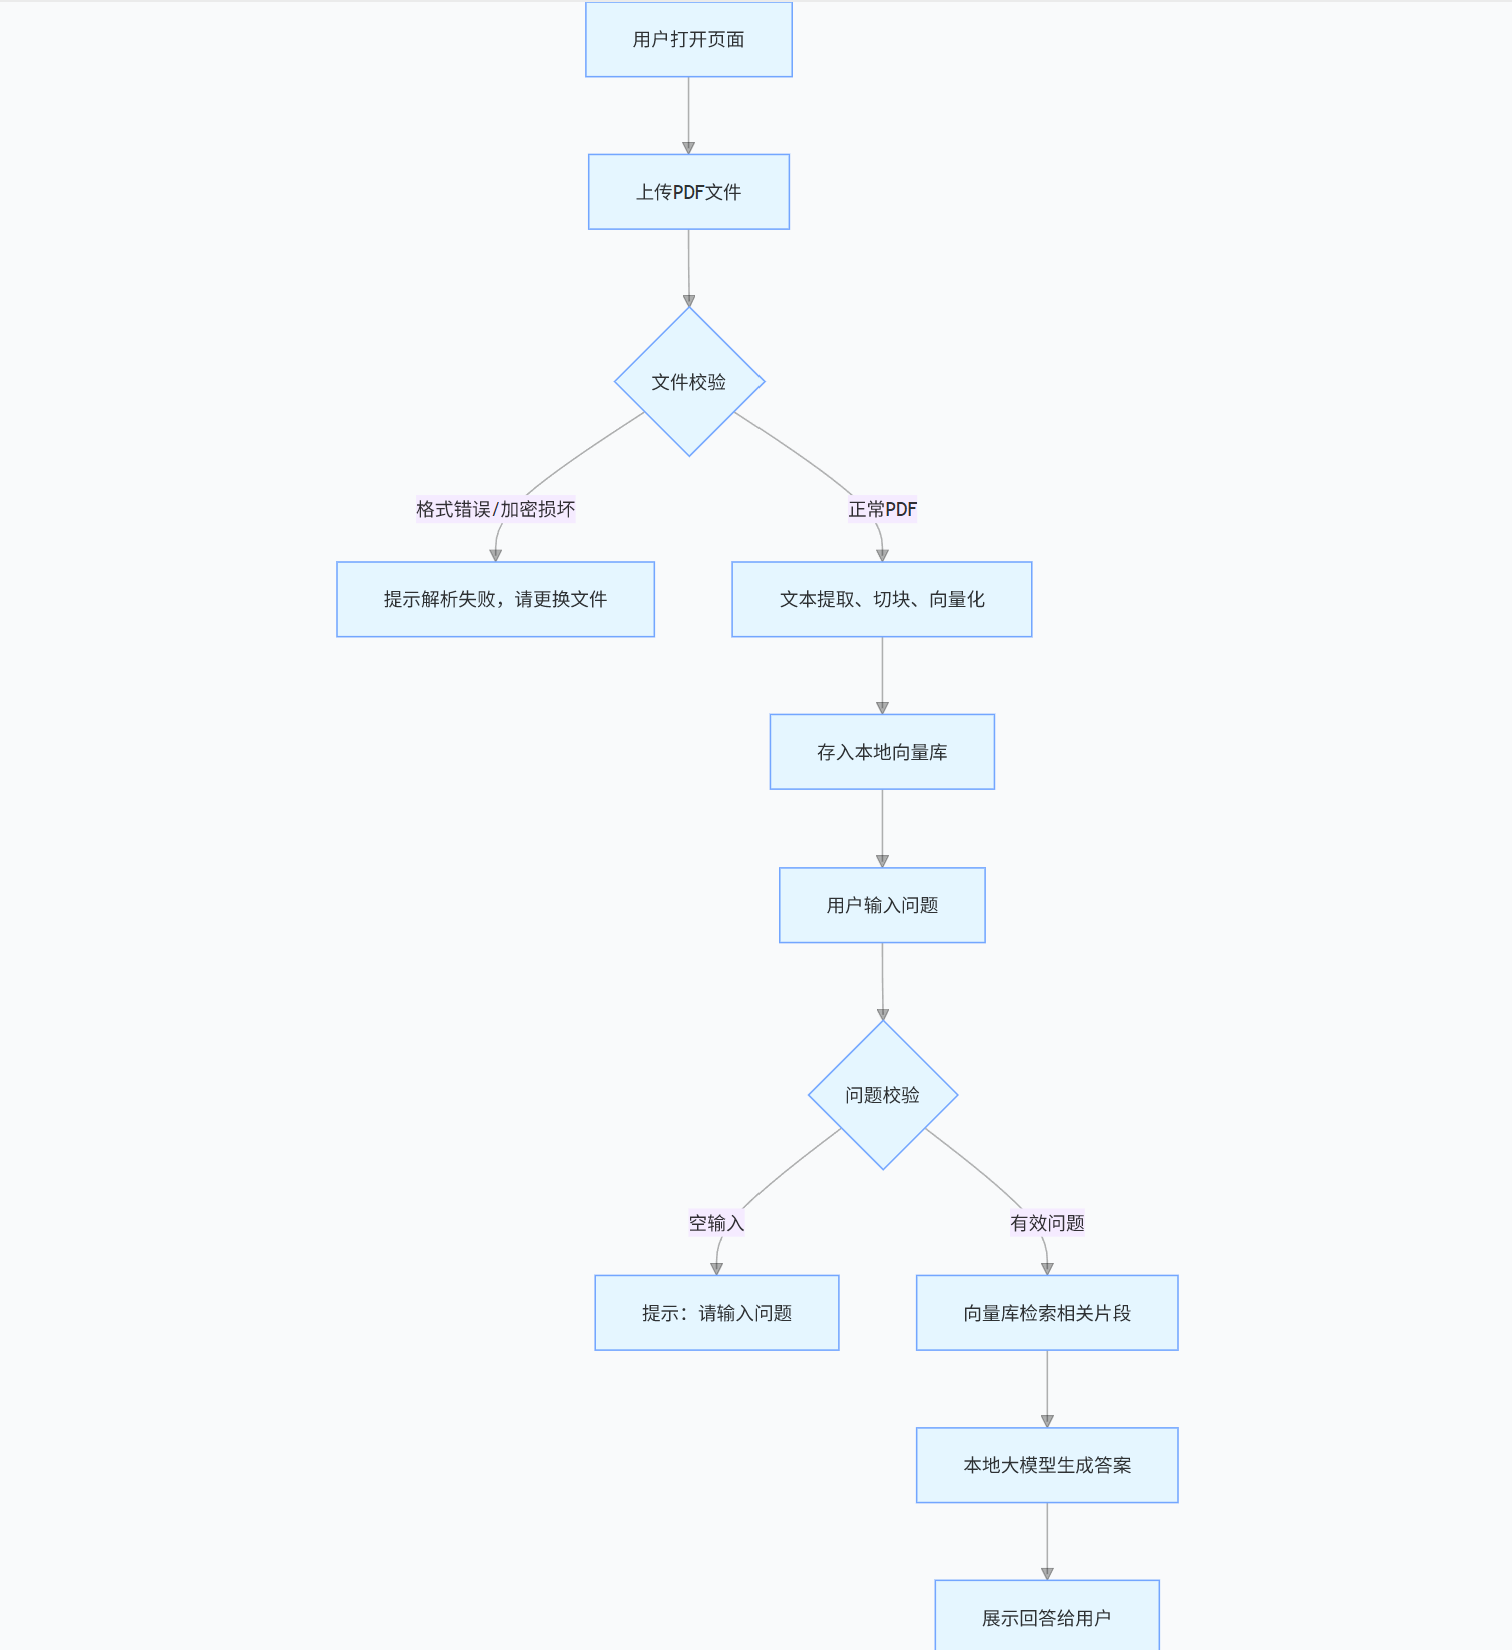 用户打开页面
上传PDF文件
文件校验
格式错误/加密损坏
正常PDF
提示解析失败，请更换文件
文本提取、切块、向量化
存入本地向量库
用户输入问题
问题校验
空输入
有效问题
提示：请输入问题
向量库检索相关片段
本地大模型生成答案
展示回答给用户